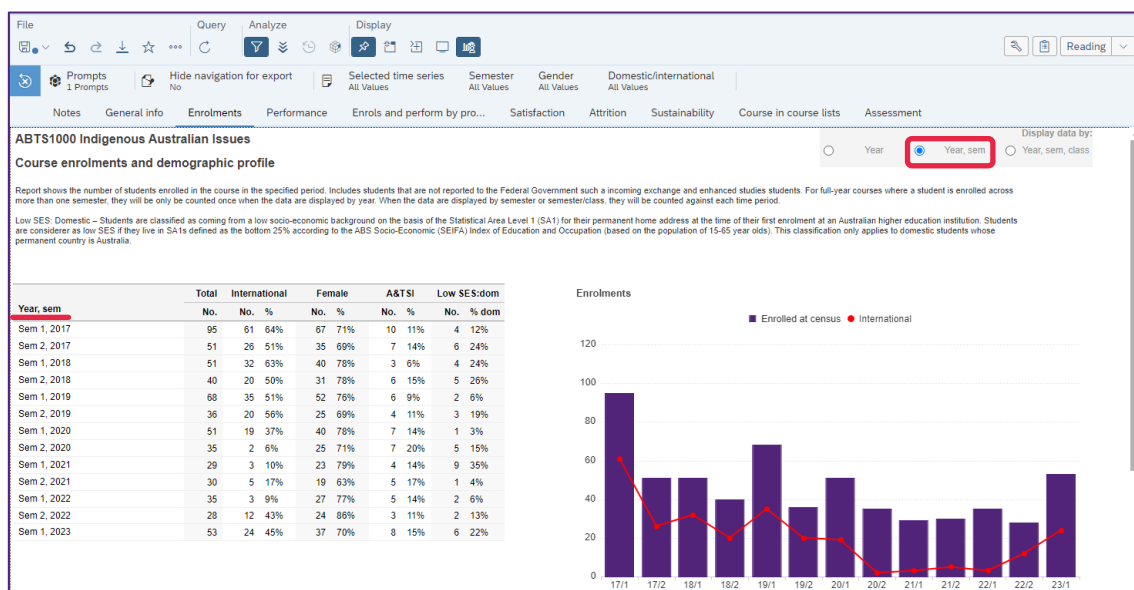 File Query Analyze Display
Reading
Prompts Hide navigation for export Selected time series Semester Gender Domestic/international
1 Prompts No All Values All Values All Values All Values
Notes General info Enrolments Performance Enrols and perform by pro... Satisfaction Attrition Sustainability Course in course lists Assessment
ABTS1000 Indigenous Australian Issues
Display data by:
Year Year, sem Year, sem, class
Course enrolments and demographic profile
Report shows the number of students enrolled in the course in the specified period. Includes students that are not reported to the Federal Government such a incoming exchange and enhanced studies students. For full-year courses where a student is enrolled across
more than one semester, they will be only be counted once when the data are displayed by year. When the data are displayed by semester or semester/class, they will be counted against each time period.
Low SES: Domestic – Students are classified as coming from a low socio-economic background on the basis of the Statistical Area Level 1 (SA1) for their permanent home address at the time of their first enrolment at an Australian higher education institution. Students
are considerer as low SES if they live in SA1s defined as the bottom 25% according to the ABS Socio-Economic (SEIFA) Index of Education and Occupation (based on the population of 15-65 year olds). This classification only applies to domestic students whose
permanent country is Australia.
Total International Female A&TSI Low SES:dom
Year, sem No. No. % No. % No. % No. % dom
Sem 1, 2017 95 61 64% 67 71% 10 11% 4 12%
Sem 2, 2017 51 26 51% 35 69% 7 14% 6 24%
Sem 1, 2018 51 32 63% 40 78% 3 6% 4 24%
Sem 2, 2018 40 20 50% 31 78% 6 15% 5 26%
Sem 1, 2019 68 35 51% 52 76% 6 9% 2 6%
Sem 2, 2019 36 20 56% 25 69% 4 11% 3 19%
Sem 1, 2020 51 19 37% 40 78% 7 14% 1 3%
Sem 2, 2020 35 2 6% 25 71% 7 20% 5 15%
Sem 1, 2021 29 3 10% 23 79% 4 14% 9 35%
Sem 2, 2021 30 5 17% 19 63% 5 17% 1 4%
Sem 1, 2022 35 3 9% 27 77% 5 14% 2 6%
Sem 2, 2022 28 12 43% 24 86% 3 11% 2 13%
Sem 1, 2023 53 24 45% 37 70% 8 15% 6 22%
Enrolments
Enrolled at census International
120
100
80
60
40
20
0
17/1 17/2 18/1 18/2 19/1 19/2 20/1 20/2 21/1 21/2 22/1 22/2 23/1